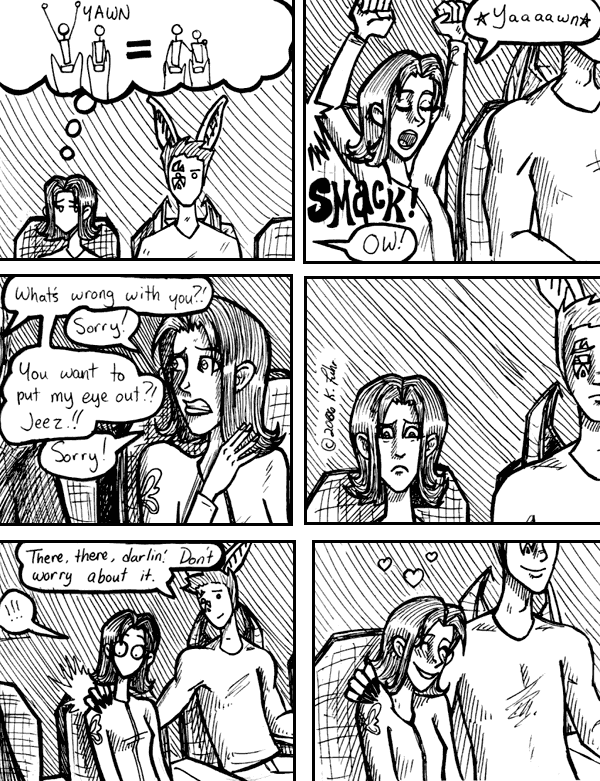 YAWN
*Yaaaawn*
SMACK!
OW!
What's wrong with you?!
Sorry!
You want to
put my eye out?!
Jeez!!
Sorry!
©2006 K. Fuhr
There, there, darlin! Don't
worry about it.
!!!